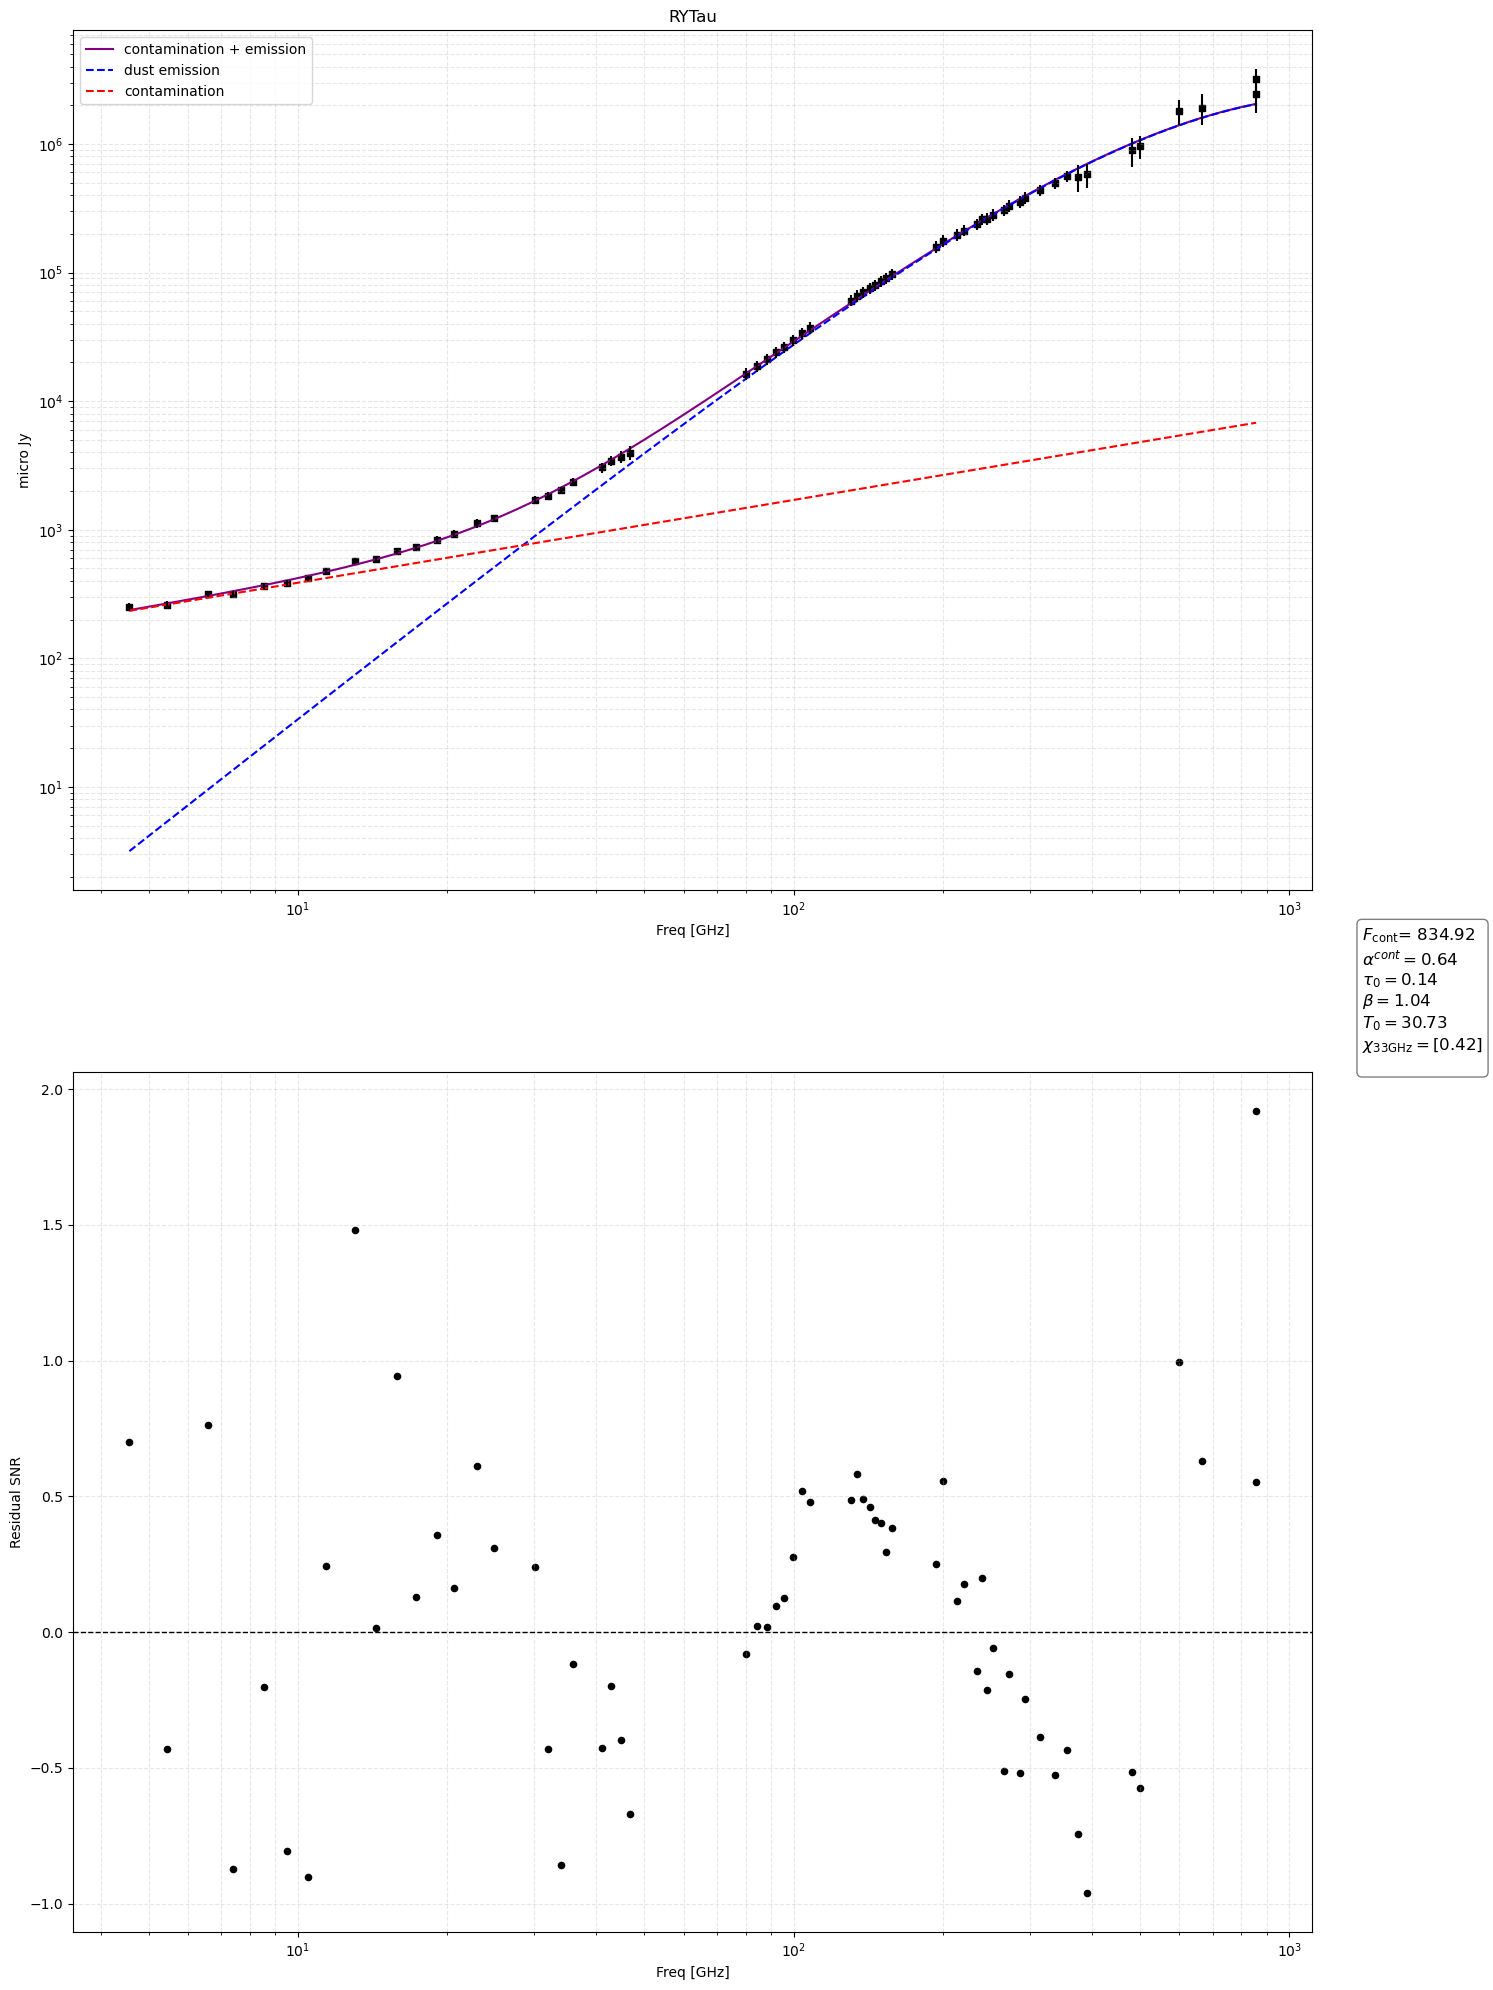 RYTau
contamination + emission
dust emission
contamination
10^6
10^5
10^4
10^3
10^2
10^1
micro Jy
10^1 10^2 10^3
Freq [GHz]
F_cont= 834.92
α^cont = 0.64
τ_0 = 0.14
β = 1.04
T_0 = 30.73
χ_33GHz = [0.42]
2.0
1.5
1.0
0.5
0.0
−0.5
−1.0
Residual SNR
10^1 10^2 10^3
Freq [GHz]